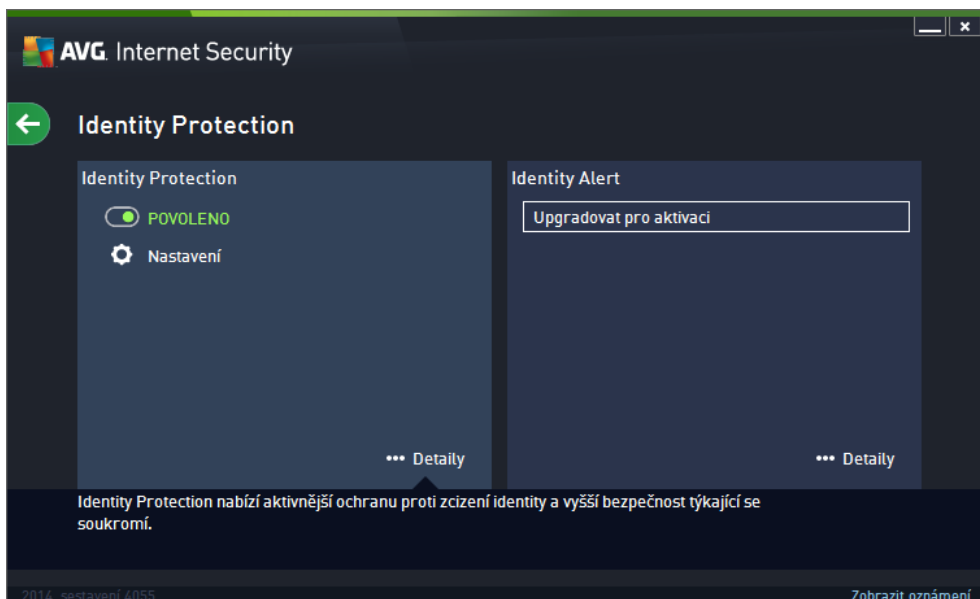 AVG. Internet Security
Identity Protection
Identity Protection
POVOLENO
Nastavení
Detaily
Identity Alert
Upgradovat pro aktivaci
Detaily
Identity Protection nabízí aktivnější ochranu proti zcizení identity a vyšší bezpečnost týkající se
soukromí.
2014, sestavení 4055
Zobrazit oznámení